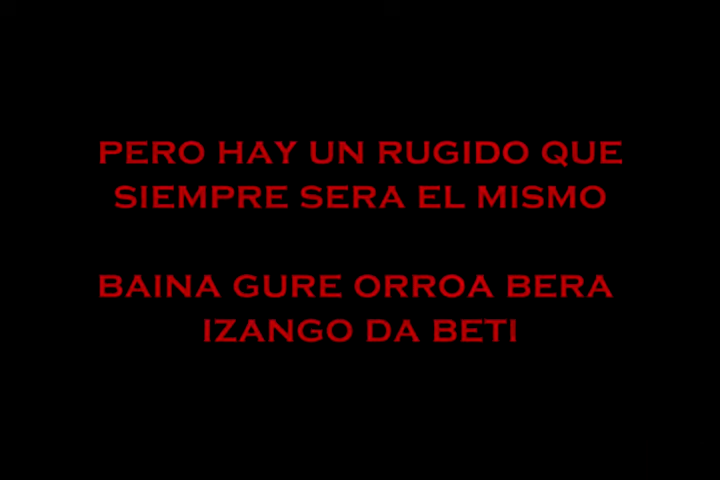 PERO HAY UN RUGIDO QUE
SIEMPRE SERA EL MISMO
BAINA GURE ORROA BERA
IZANGO DA BETI